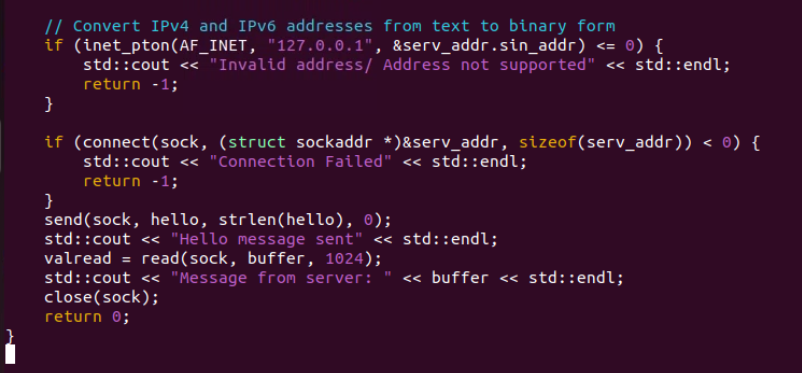 // Convert IPv4 and IPv6 addresses from text to binary form
if (inet_pton(AF_INET, "127.0.0.1", &serv_addr.sin_addr) <= 0) {
std::cout << "Invalid address/ Address not supported" << std::endl;
return -1;
}
if (connect(sock, (struct sockaddr *)&serv_addr, sizeof(serv_addr)) < 0) {
std::cout << "Connection Failed" << std::endl;
return -1;
}
send(sock, hello, strlen(hello), 0);
std::cout << "Hello message sent" << std::endl;
valread = read(sock, buffer, 1024);
std::cout << "Message from server: " << buffer << std::endl;
close(sock);
return 0;
}